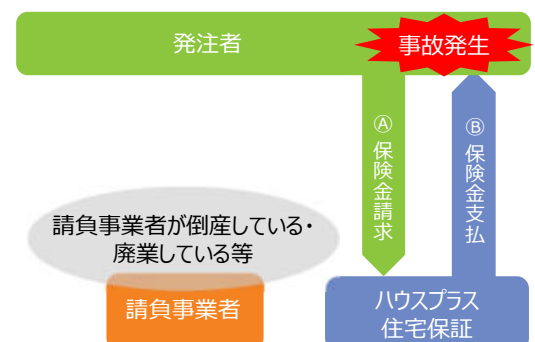 発注者
事故発生
Ⓐ保険金請求
Ⓑ保険金支払
請負事業者が倒産している・
廃業している等
請負事業者
ハウスプラス
住宅保証